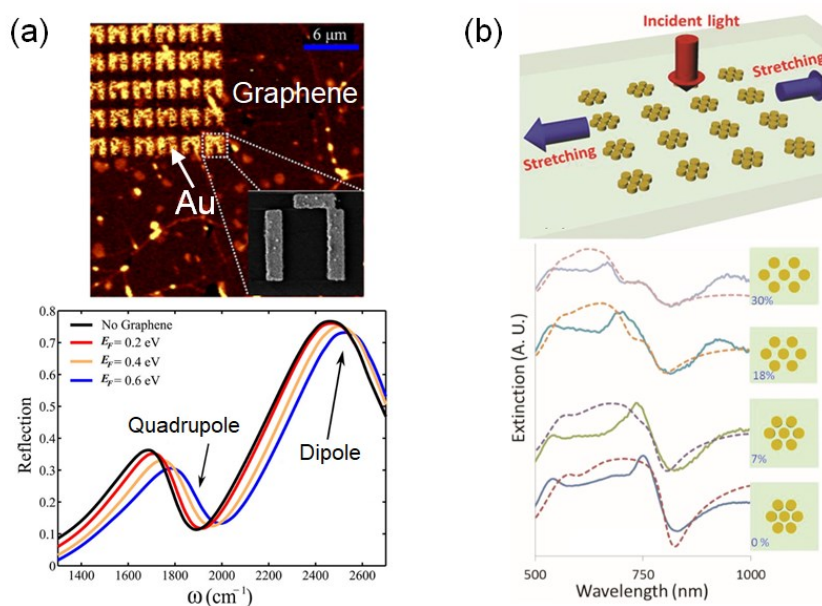 (a)
6 μm
Graphene
Au
0.8
0.7
0.6
0.5
0.4
0.3
0.2
0.1
0
Reflection
No Graphene
E_F = 0.2 eV
E_F = 0.4 eV
E_F = 0.6 eV
Quadrupole
Dipole
1400 1600 1800 2000 2200 2400 2600
ω (cm⁻¹)
(b)
Incident light
Stretching
Stretching
Extinction (A. U.)
30%
18%
7%
0 %
500 750 1000
Wavelength (nm)